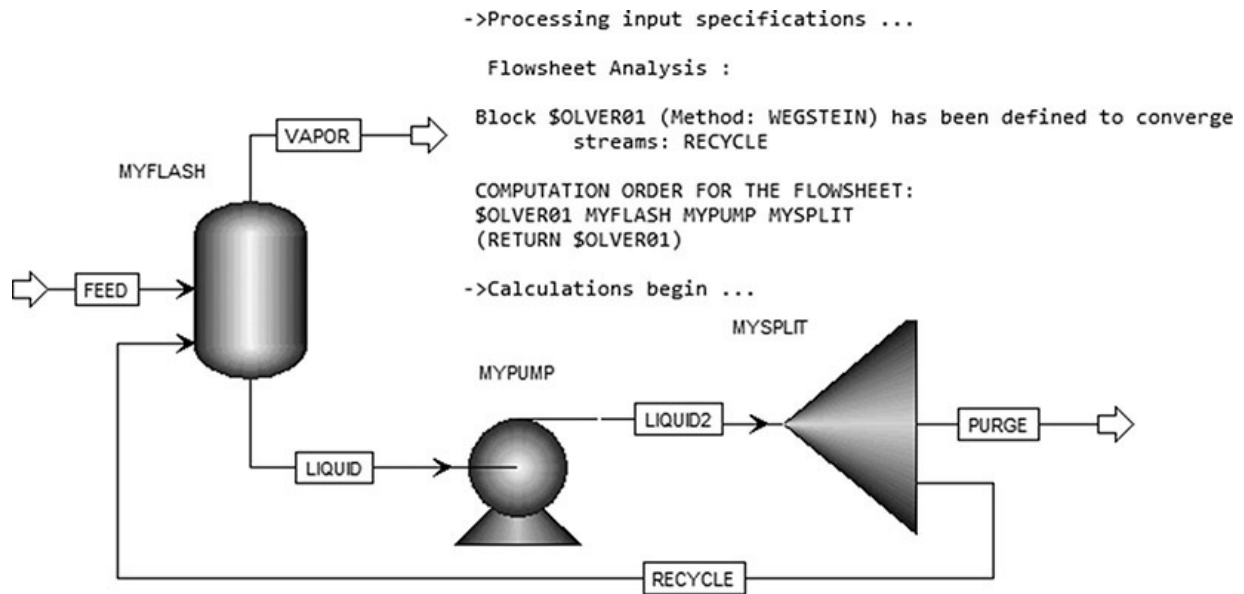 ->Processing input specifications ...
Flowsheet Analysis :
Block $OLVER01 (Method: WEGSTEIN) has been defined to converge
streams: RECYCLE
COMPUTATION ORDER FOR THE FLOWSHEET:
$OLVER01 MYFLASH MYPUMP MYSPLIT
(RETURN $OLVER01)
->Calculations begin ...
VAPOR
MYFLASH
FEED
MYSPLIT
MYPUMP
LIQUID2
PURGE
LIQUID
RECYCLE